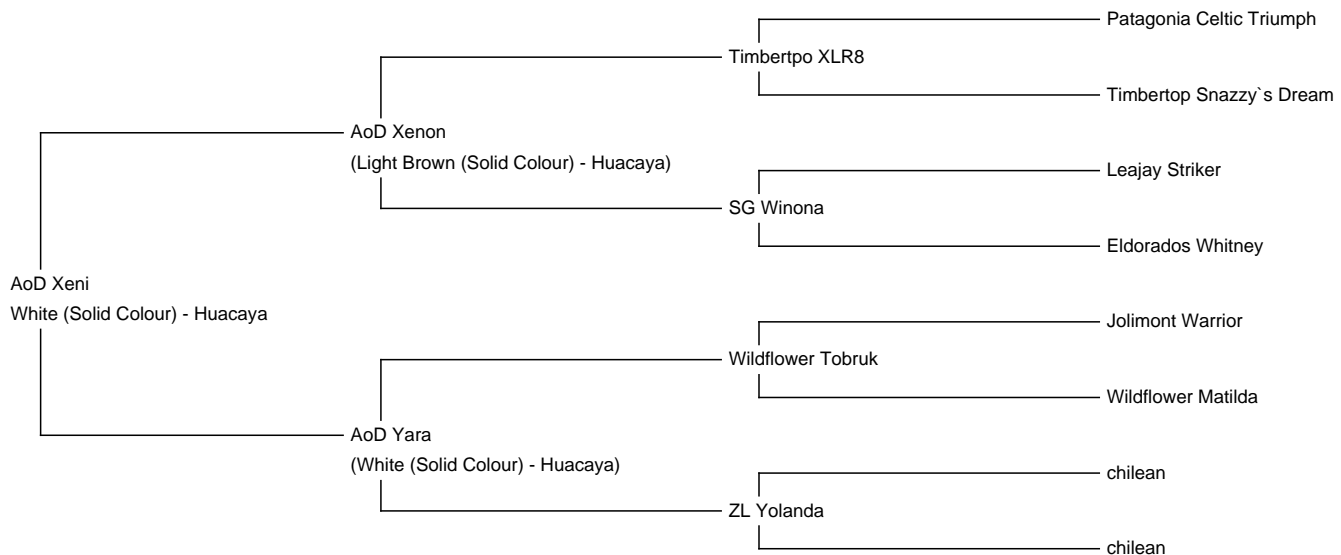 Patagonia Celtic Triumph
Timbertpo XLR8
Timbertop Snazzy`s Dream
AoD Xenon
(Light Brown (Solid Colour) - Huacaya)
Leajay Striker
SG Winona
Eldorados Whitney
AoD Xeni
White (Solid Colour) - Huacaya
Jolimont Warrior
Wildflower Tobruk
Wildflower Matilda
AoD Yara
(White (Solid Colour) - Huacaya)
chilean
ZL Yolanda
chilean